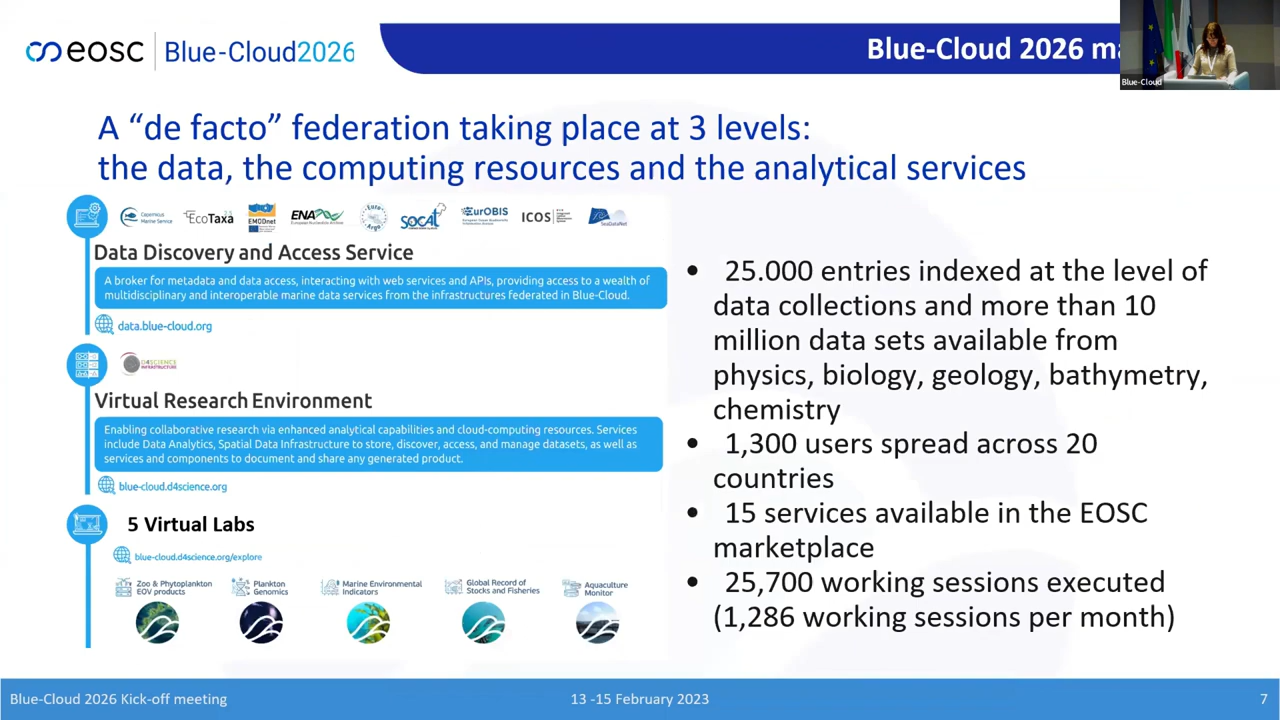 eosc Blue-Cloud2026
Blue-Cloud 2026
Blue-Cloud
A “de facto” federation taking place at 3 levels:
the data, the computing resources and the analytical services
Copernicus Marine Service EcoTaxa EMODnet ENA Euro Argo SOCAT EurOBIS ICOS SeaDataNet
Data Discovery and Access Service
A broker for metadata and data access, interacting with web services and APIs, providing access to a wealth of
multidisciplinary and interoperable marine data services from the infrastructures federated in Blue-Cloud.
data.blue-cloud.org
D4SCIENCE
INFRASTRUCTURE
Virtual Research Environment
Enabling collaborative research via enhanced analytical capabilities and cloud-computing resources. Services
include Data Analytics, Spatial Data Infrastructure to store, discover, access, and manage datasets, as well as
services and components to document and share any generated product.
blue-cloud.d4science.org
5 Virtual Labs
blue-cloud.d4science.org/explore
Zoo & Phytoplankton
EOV products
Plankton
Genomics
Marine Environmental
Indicators
Global Record of
Stocks and Fisheries
Aquaculture
Monitor
• 25.000 entries indexed at the level of
data collections and more than 10
million data sets available from
physics, biology, geology, bathymetry,
chemistry
• 1,300 users spread across 20
countries
• 15 services available in the EOSC
marketplace
• 25,700 working sessions executed
(1,286 working sessions per month)
Blue-Cloud 2026 Kick-off meeting 13 -15 February 2023 7